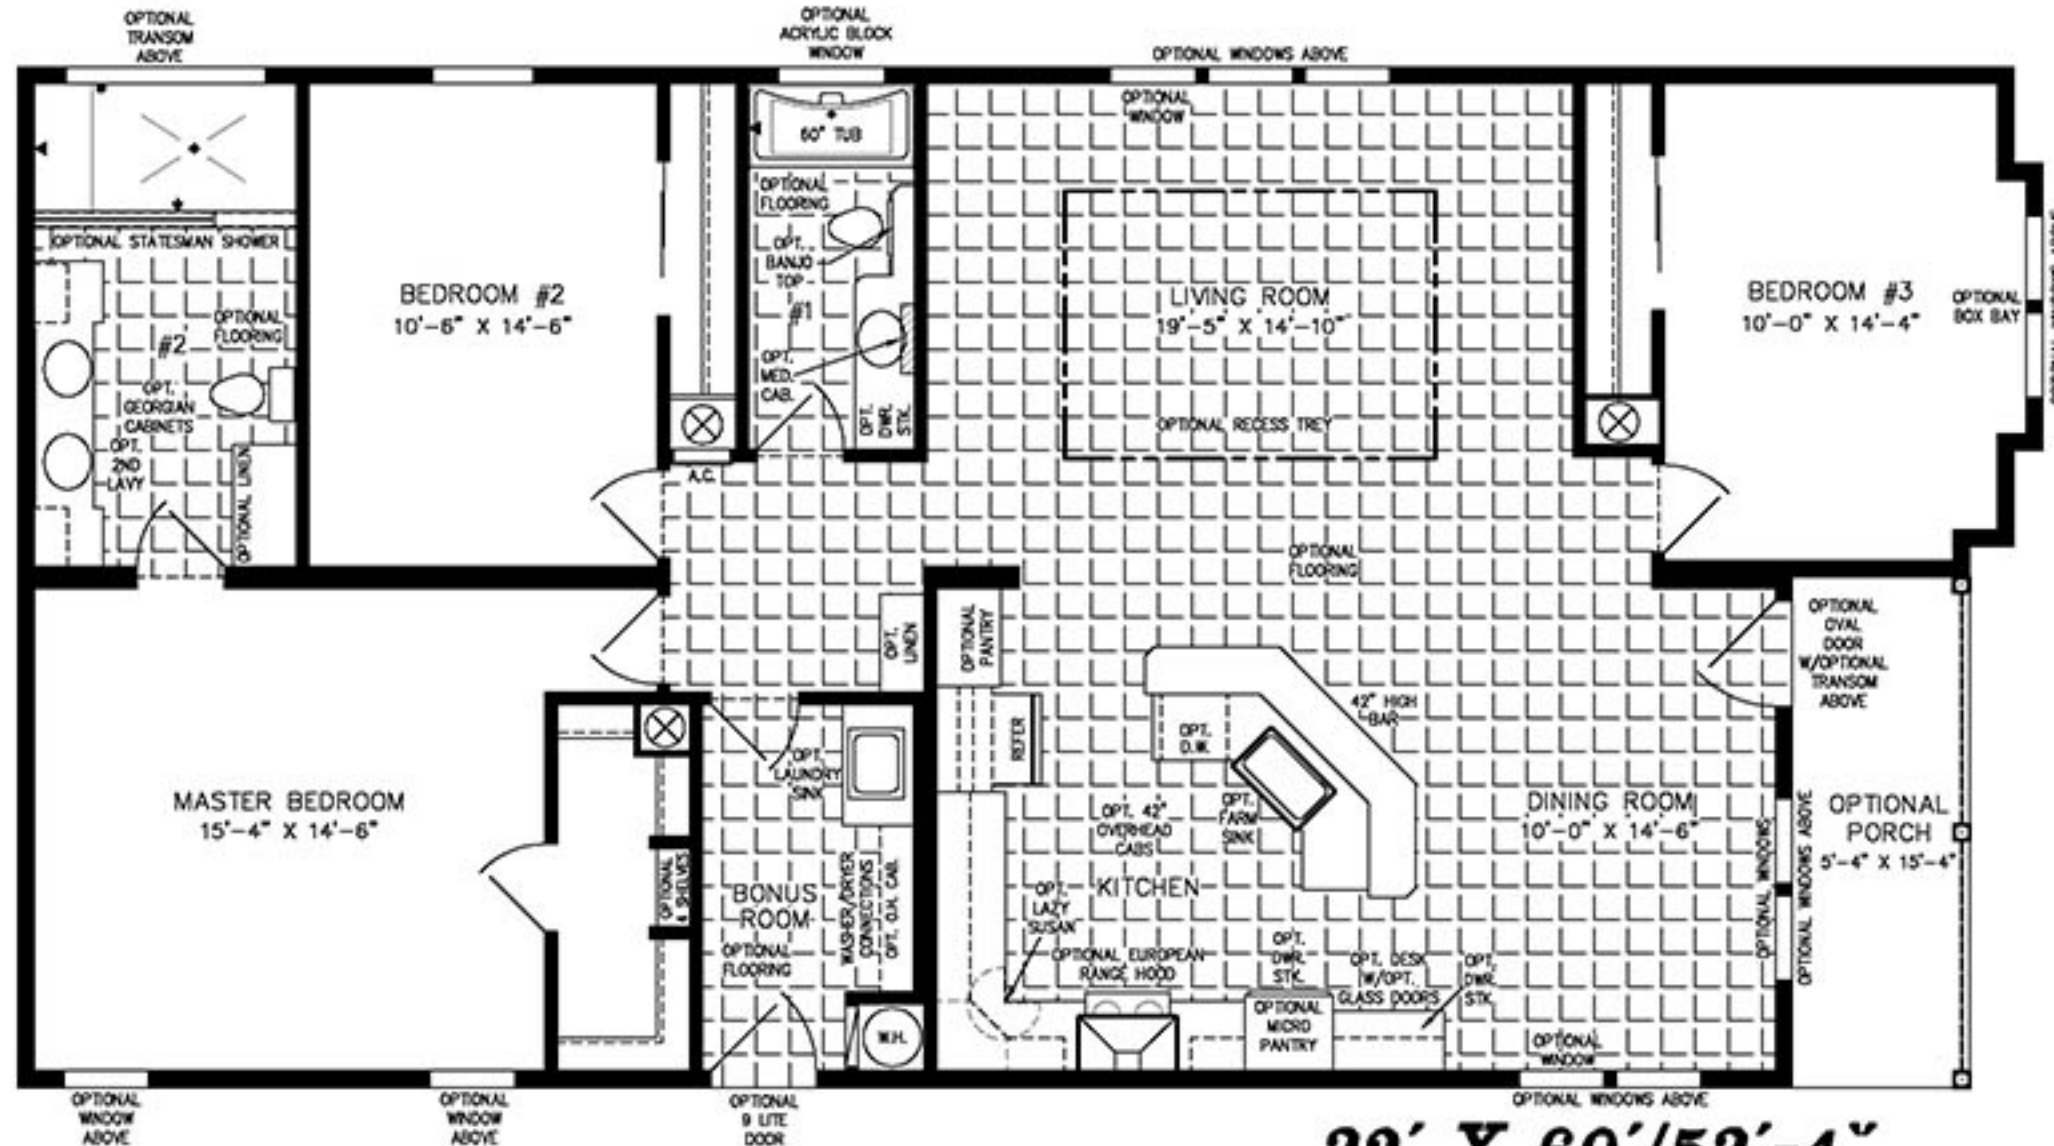 OPTIONAL
TRANSOM
ABOVE
OPTIONAL
ACRYLIC BLOCK
WINDOW
OPTIONAL WINDOWS ABOVE
OPTIONAL
WINDOW
60" TUB
OPTIONAL
FLOORING
OPTIONAL STATESMAN SHOWER
OPT.
BANJO
TOP
#1
BEDROOM #2
10'-6" X 14'-6"
LIVING ROOM
19'-5" X 14'-10"
BEDROOM #3
10'-0" X 14'-4"
OPTIONAL
BOX BAY
OPTIONAL
FLOORING
#2
OPT.
GEORGIAN
CABINETS
OPT.
2ND
LAVY
OPTIONAL LINEN
OPT.
MED.
CAB.
OPT.
DWR.
STK.
OPTIONAL RECESS TREY
A.C.
OPTIONAL
FLOORING
OPT.
LINEN
OPTIONAL
PANTRY
OPTIONAL
OVAL
DOOR
W/OPTIONAL
TRANSOM
ABOVE
42" HIGH
BAR
REFER
OPT.
D.W.
OPT.
LAUNDRY
SINK
MASTER BEDROOM
15'-4" X 14'-6"
OPT. 42"
OVERHEAD
CABS
OPT.
FARM
SINK
DINING ROOM
10'-0" X 14'-6"
OPTIONAL
PORCH
5'-4" X 15'-4"
OPTIONAL WINDOWS
OPTIONAL WINDOWS ABOVE
OPTIONAL
4 SHELVES
BONUS
ROOM
WASHER/DRYER
CONNECTIONS
OPT. O.H. CAB.
KITCHEN
OPT.
LAZY
SUSAN
OPTIONAL
FLOORING
OPTIONAL EUROPEAN
RANGE HOOD
OPT.
DWR.
STK.
OPT. DESK
W/OPT.
GLASS DOORS
OPT.
DWR.
STK.
OPTIONAL
MICRO
PANTRY
W.H.
OPTIONAL
WINDOW
OPTIONAL
WINDOW
ABOVE
OPTIONAL
WINDOW
ABOVE
OPTIONAL
9 LITE
DOOR
OPTIONAL WINDOWS ABOVE